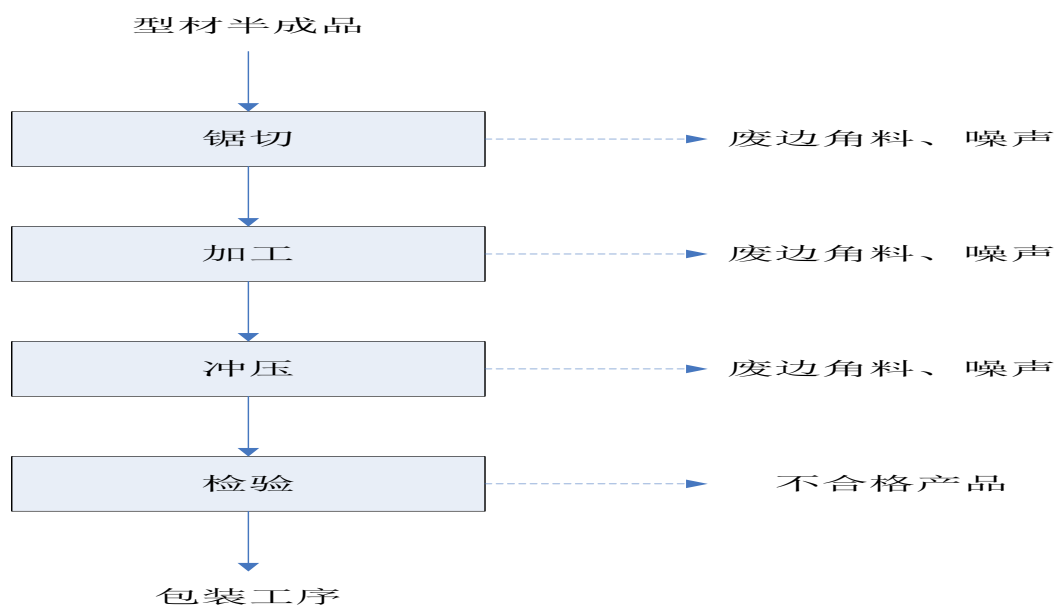 型材半成品
锯切
废边角料、噪声
加工
废边角料、噪声
冲压
废边角料、噪声
检验
不合格产品
包装工序